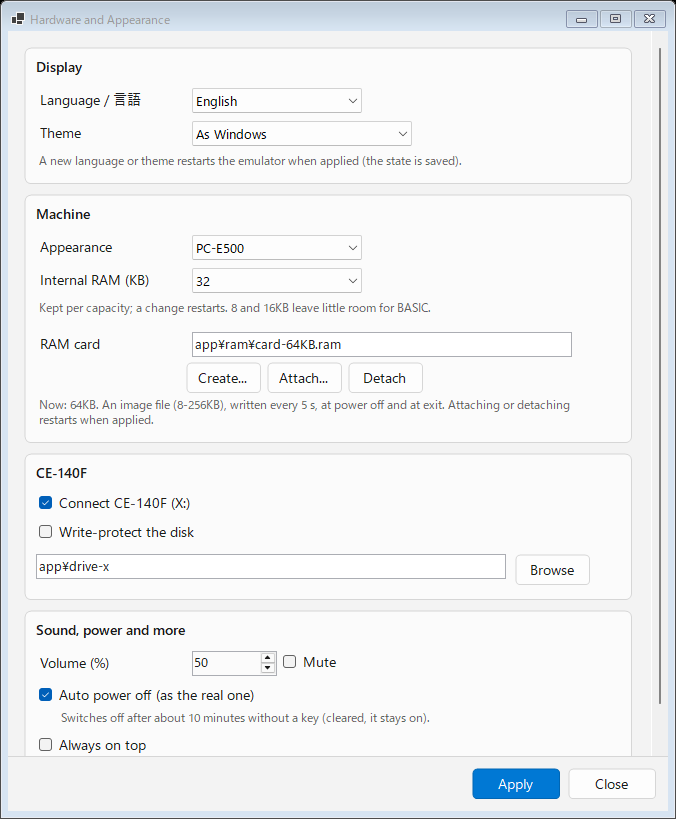 Hardware and Appearance
Display
Language / 言語
English
Theme
As Windows
A new language or theme restarts the emulator when applied (the state is saved).
Machine
Appearance
PC-E500
Internal RAM (KB)
32
Kept per capacity; a change restarts. 8 and 16KB leave little room for BASIC.
RAM card
app¥ram¥card-64KB.ram
Create...
Attach...
Detach
Now: 64KB. An image file (8-256KB), written every 5 s, at power off and at exit. Attaching or detaching
restarts when applied.
CE-140F
Connect CE-140F (X:)
Write-protect the disk
app¥drive-x
Browse
Sound, power and more
Volume (%)
50
Mute
Auto power off (as the real one)
Switches off after about 10 minutes without a key (cleared, it stays on).
Always on top
Apply
Close